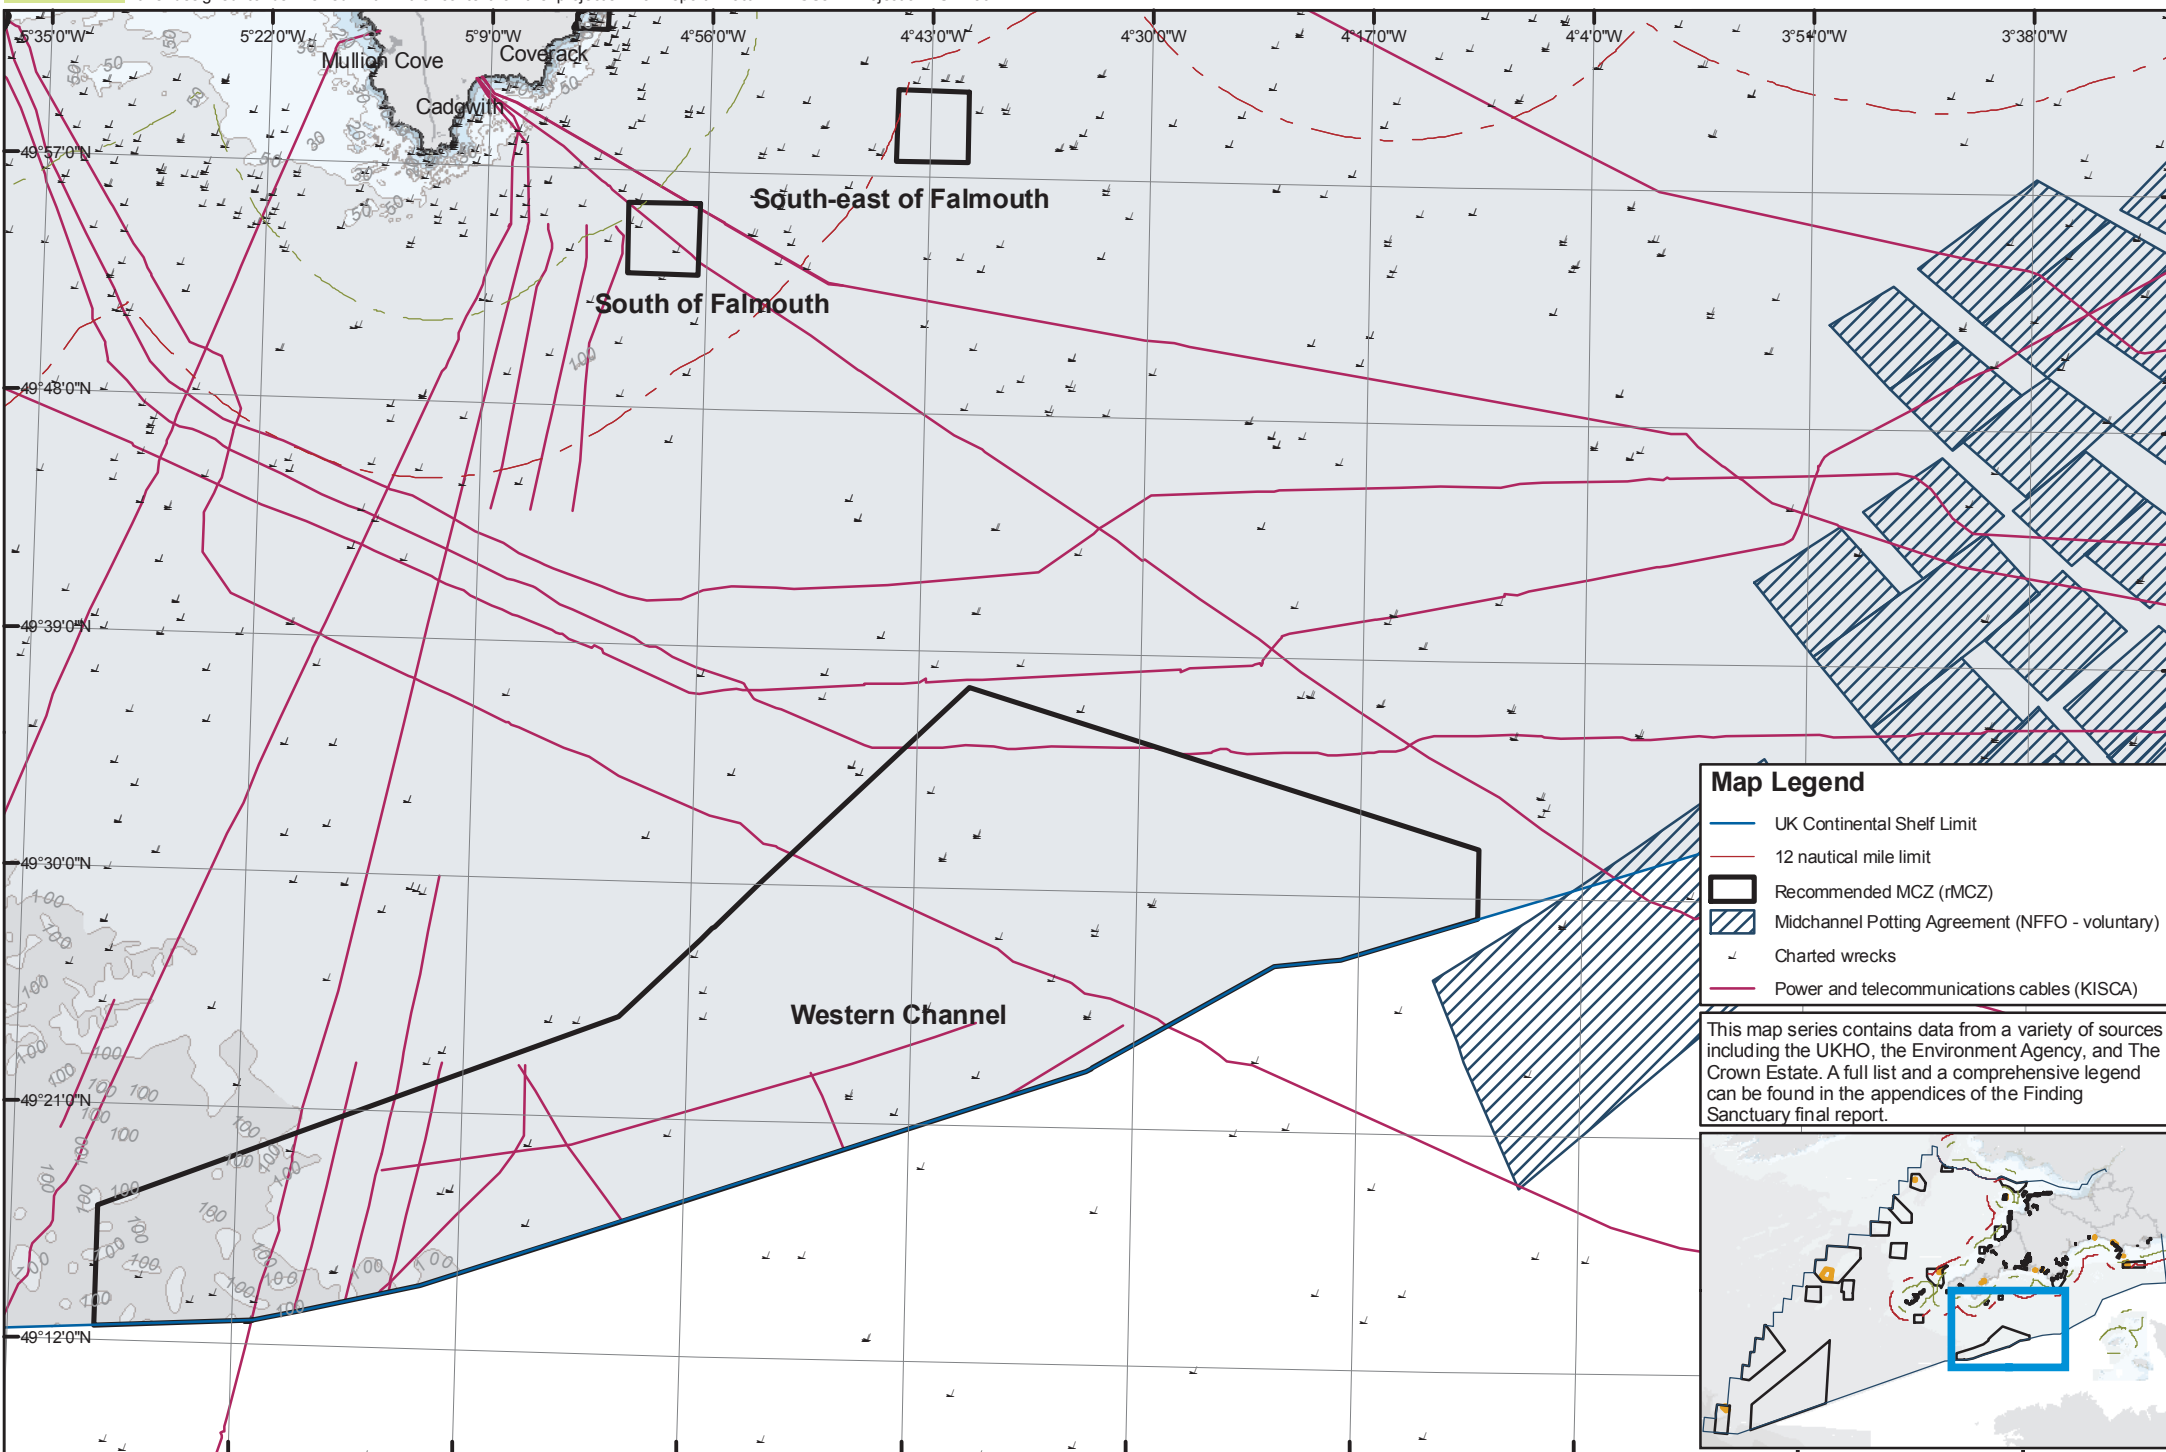 5°35'0"W 5°22'0"W 5°9'0"W 4°56'0"W 4°43'0"W 4°30'0"W 4°17'0"W 4°4'0"W 3°51'0"W 3°38'0"W
Mullion Cove
Coverack
Cadgwith
49°57'0"N
South-east of Falmouth
South of Falmouth
100
49°48'0"N
49°39'0"N
49°30'0"N
Western Channel
49°21'0"N
49°12'0"N
Map Legend
UK Continental Shelf Limit
12 nautical mile limit
Recommended MCZ (rMCZ)
Midchannel Potting Agreement (NFFO - voluntary)
Charted wrecks
Power and telecommunications cables (KISCA)
This map series contains data from a variety of sources
including the UKHO, the Environment Agency, and The
Crown Estate. A full list and a comprehensive legend
can be found in the appendices of the Finding
Sanctuary final report.